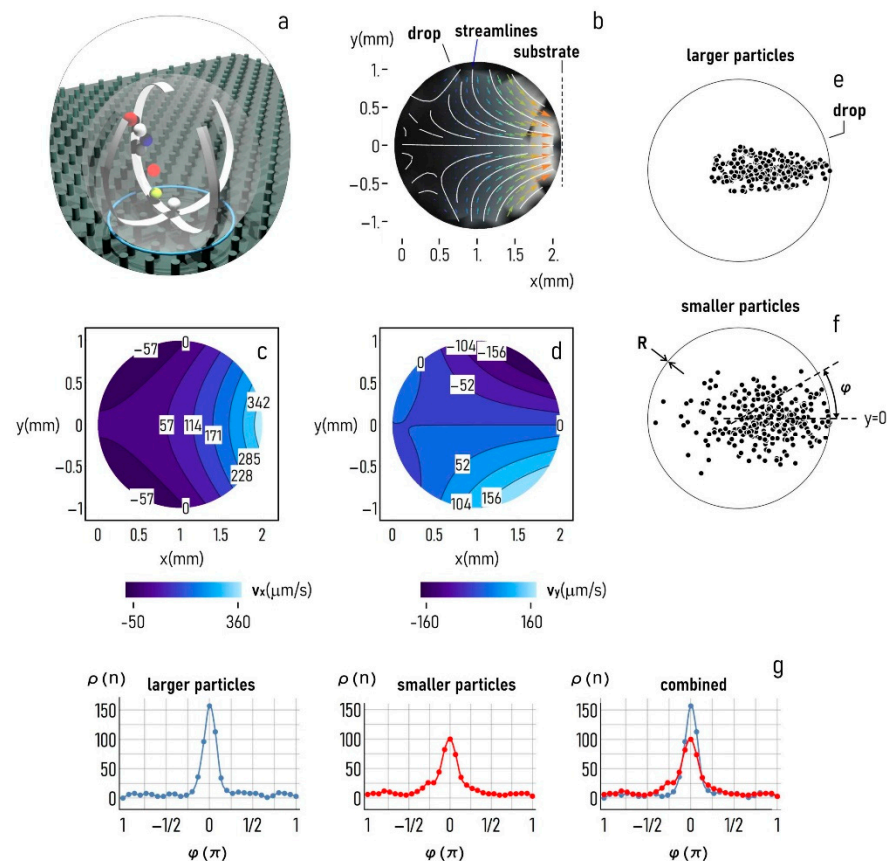 a
b
drop
streamlines
substrate
y(mm)
1.
0.5
0
−0.5
-1.
0
0.5
1.
1.5
2.
x(mm)
larger particles
e
drop
smaller particles
f
R
φ
y=0
c
1
0.5
y(mm) 0
−0.5
−1
−57
0
342
57
114
171
285
228
−57
0
0
0.5
1
1.5
2
x(mm)
vx(μm/s)
-50
360
d
1
0.5
y(mm) 0
−0.5
−1
−104
−156
0
−52
0
52
104
156
0
0.5
1
1.5
2
x(mm)
vy(μm/s)
-160
160
g
ρ(n)
larger particles
150
100
50
0
1
−1/2
0
1/2
1
φ(π)
ρ(n)
smaller particles
150
100
50
0
1
−1/2
0
1/2
1
φ(π)
ρ(n)
combined
150
100
50
0
1
−1/2
0
1/2
1
φ(π)